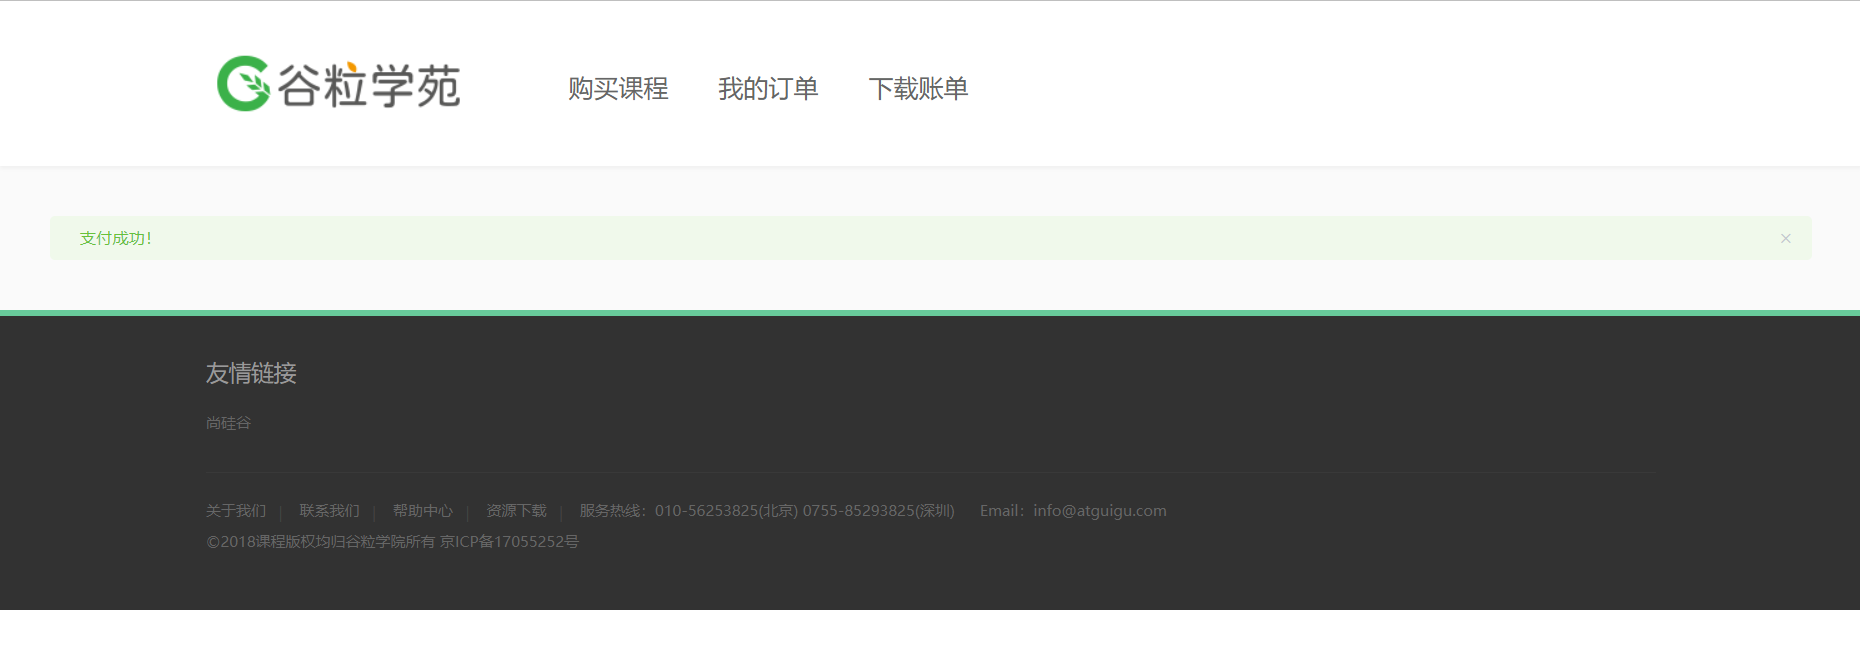 谷粒学苑
购买课程 我的订单 下载账单
支付成功！ ×
友情链接
尚硅谷
关于我们 | 联系我们 | 帮助中心 | 资源下载 | 服务热线：010-56253825(北京) 0755-85293825(深圳) Email：info@atguigu.com
©2018课程版权均归谷粒学院所有 京ICP备17055252号